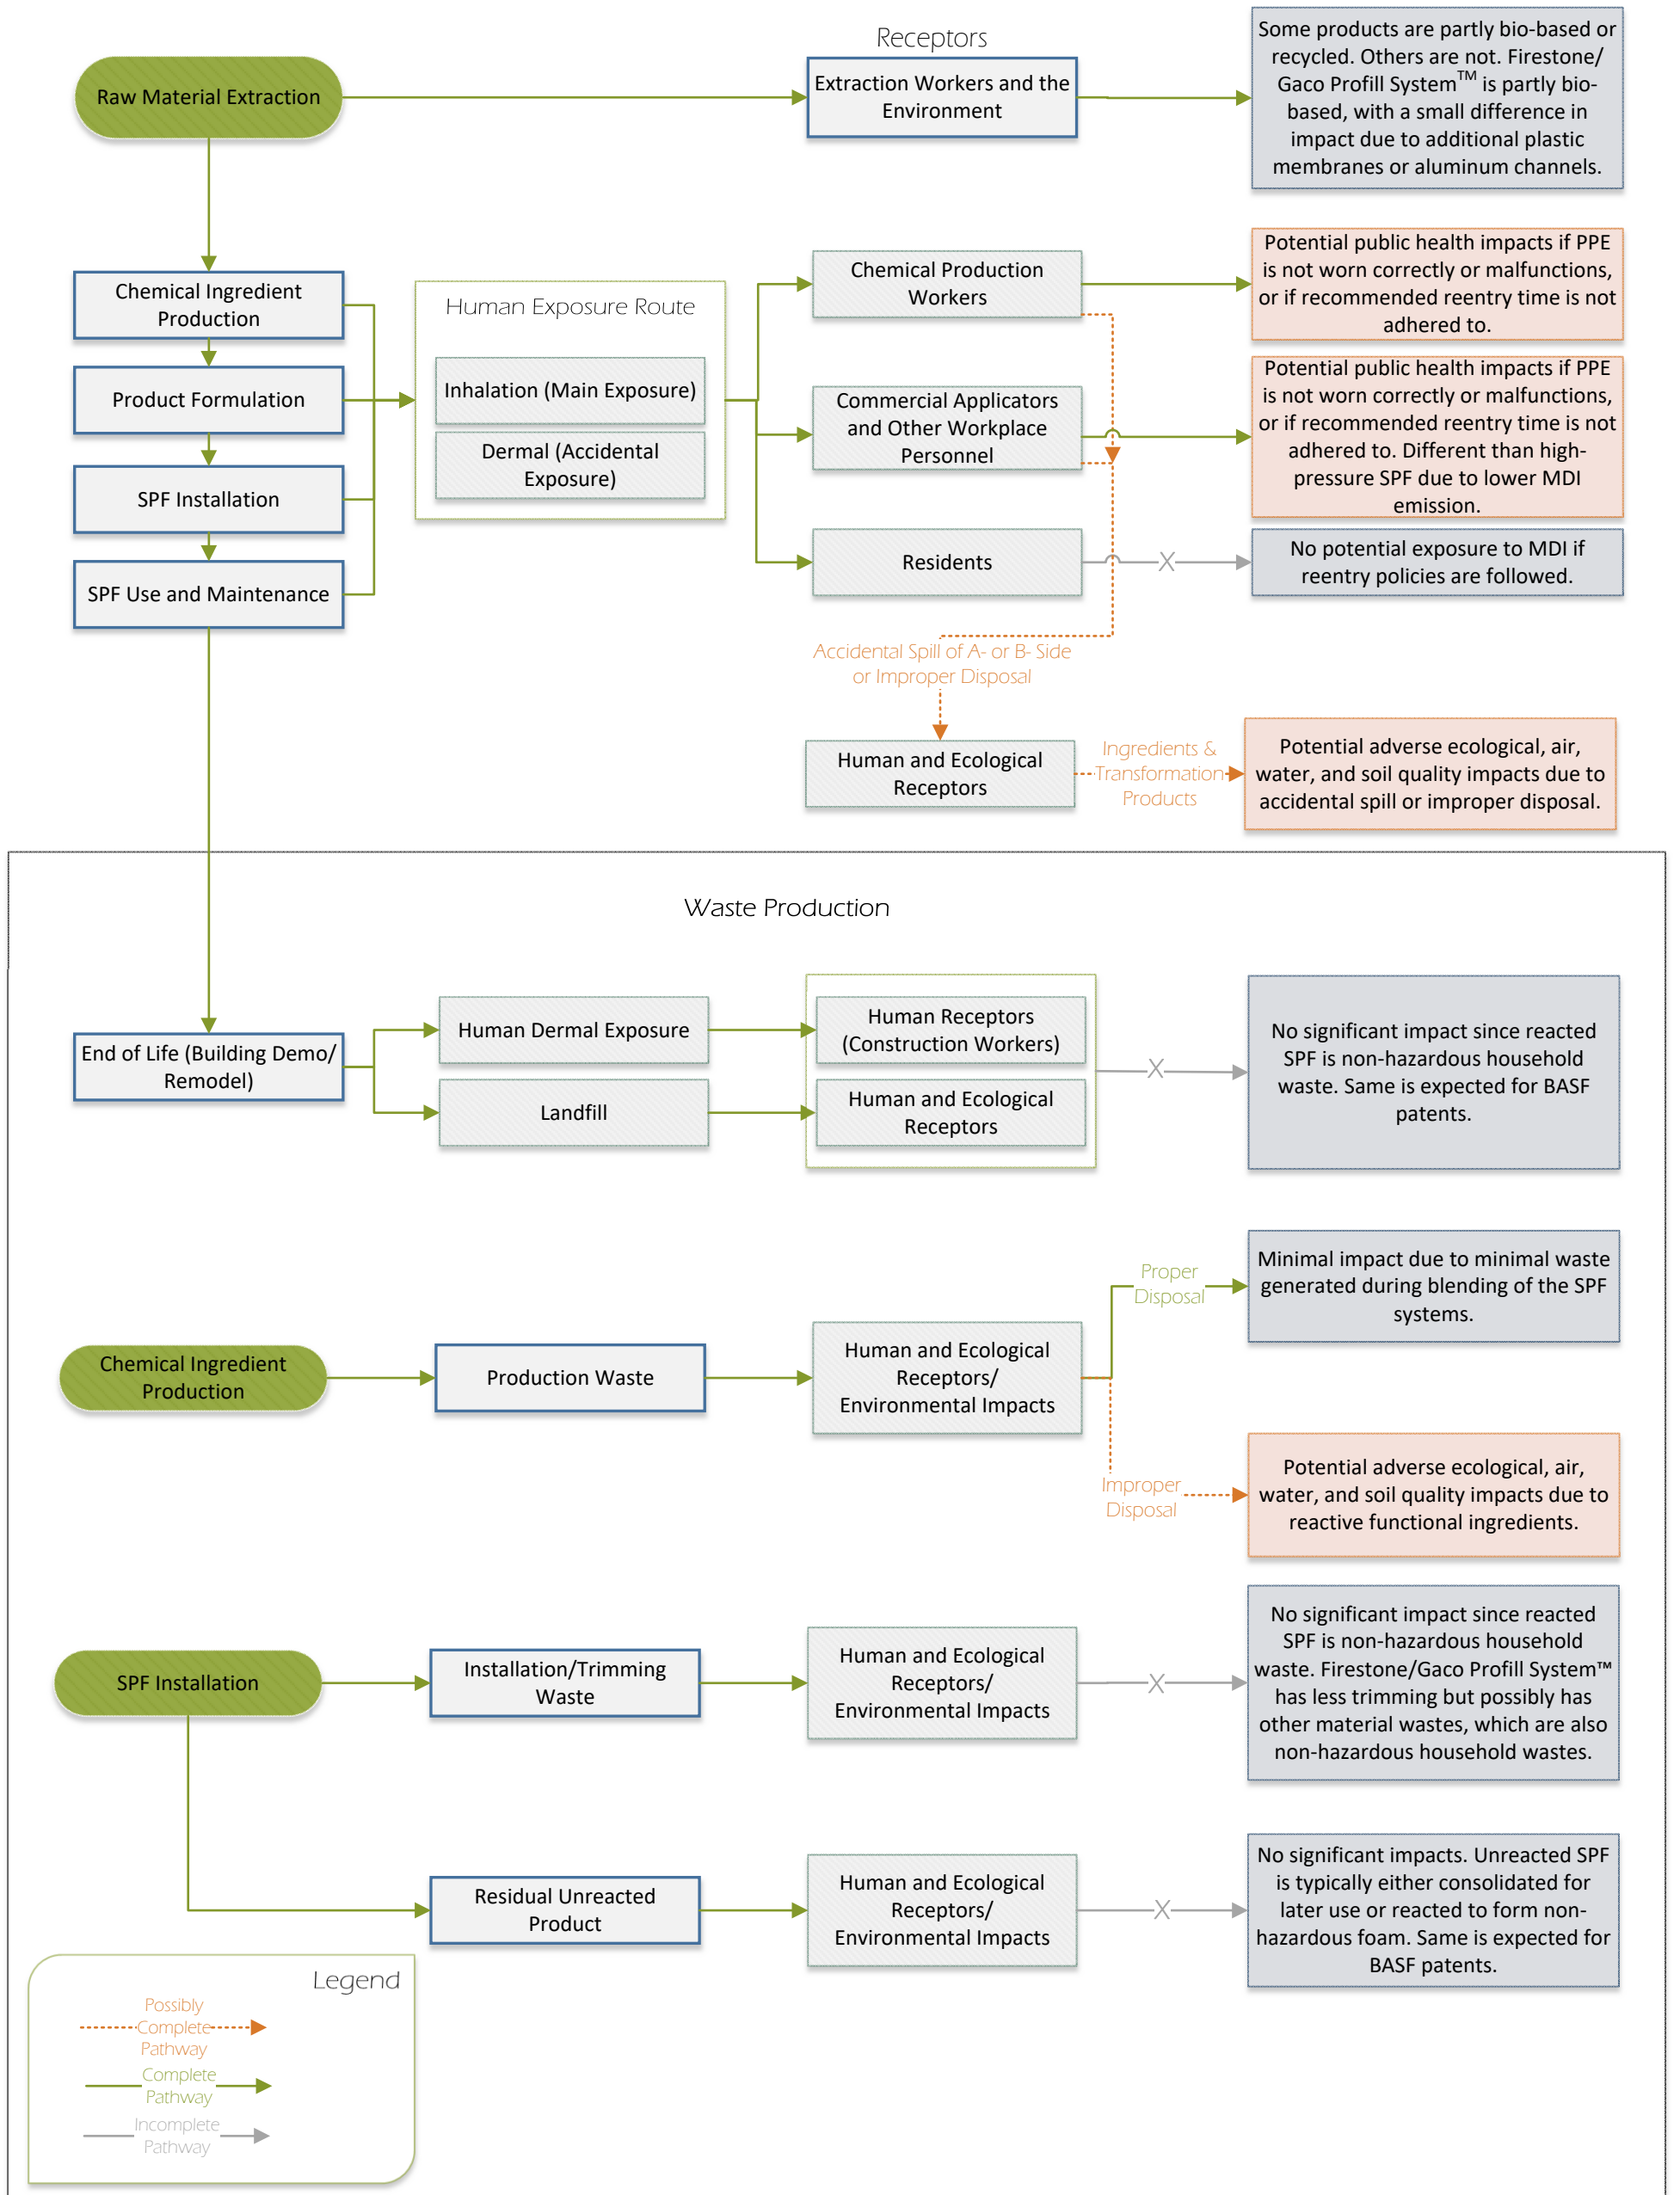 Receptors
Raw Material Extraction
Extraction Workers and the
Environment
Some products are partly bio-based or
recycled. Others are not. Firestone/
Gaco Profill System™ is partly bio-
based, with a small difference in
impact due to additional plastic
membranes or aluminum channels.
Chemical Ingredient
Production
Product Formulation
SPF Installation
SPF Use and Maintenance
Human Exposure Route
Inhalation (Main Exposure)
Dermal (Accidental
Exposure)
Chemical Production
Workers
Potential public health impacts if PPE
is not worn correctly or malfunctions,
or if recommended reentry time is not
adhered to.
Commercial Applicators
and Other Workplace
Personnel
Potential public health impacts if PPE
is not worn correctly or malfunctions,
or if recommended reentry time is not
adhered to. Different than high-
pressure SPF due to lower MDI
emission.
Residents
X
No potential exposure to MDI if
reentry policies are followed.
Accidental Spill of A- or B- Side
or Improper Disposal
Human and Ecological
Receptors
Ingredients &
Transformation
Products
Potential adverse ecological, air,
water, and soil quality impacts due to
accidental spill or improper disposal.
Waste Production
End of Life (Building Demo/
Remodel)
Human Dermal Exposure
Landfill
Human Receptors
(Construction Workers)
Human and Ecological
Receptors
X
No significant impact since reacted
SPF is non-hazardous household
waste. Same is expected for BASF
patents.
Chemical Ingredient
Production
Production Waste
Human and Ecological
Receptors/
Environmental Impacts
Proper
Disposal
Minimal impact due to minimal waste
generated during blending of the SPF
systems.
Improper
Disposal
Potential adverse ecological, air,
water, and soil quality impacts due to
reactive functional ingredients.
SPF Installation
Installation/Trimming
Waste
Human and Ecological
Receptors/
Environmental Impacts
X
No significant impact since reacted
SPF is non-hazardous household
waste. Firestone/Gaco Profill System™
has less trimming but possibly has
other material wastes, which are also
non-hazardous household wastes.
Residual Unreacted
Product
Human and Ecological
Receptors/
Environmental Impacts
X
No significant impacts. Unreacted SPF
is typically either consolidated for
later use or reacted to form non-
hazardous foam. Same is expected for
BASF patents.
Legend
Possibly
Complete
Pathway
Complete
Pathway
Incomplete
Pathway